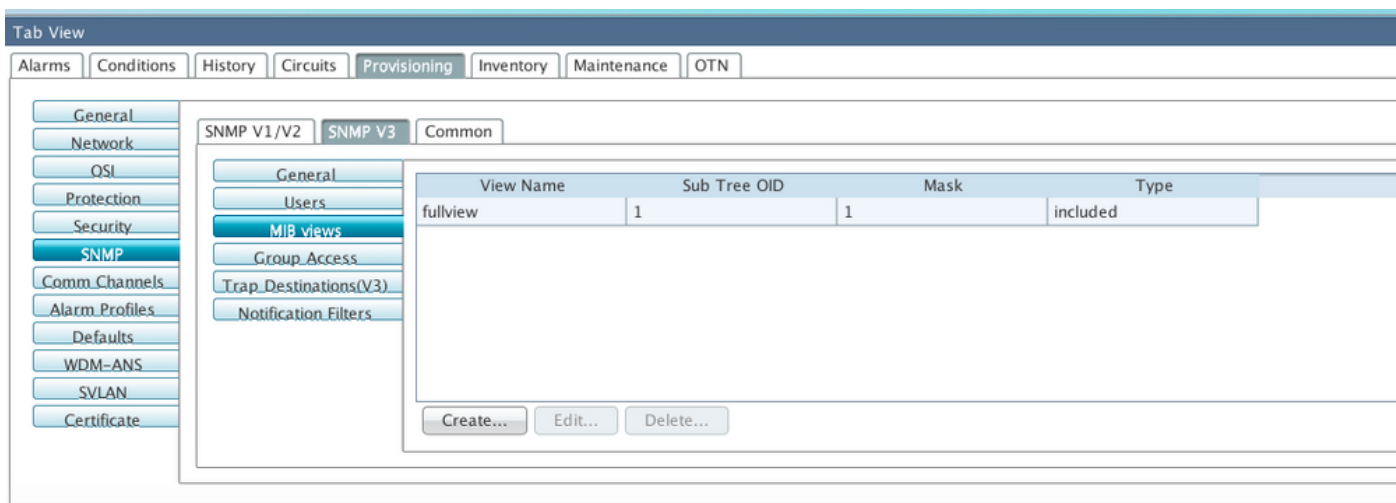 Tab View
Alarms Conditions History Circuits Provisioning Inventory Maintenance OTN
General
Network
OSI
Protection
Security
SNMP
Comm Channels
Alarm Profiles
Defaults
WDM-ANS
SVLAN
Certificate
SNMP V1/V2 SNMP V3 Common
General
Users
MIB views
Group Access
Trap Destinations(V3)
Notification Filters
View Name Sub Tree OID Mask Type
fullview 1 1 included
Create... Edit... Delete...